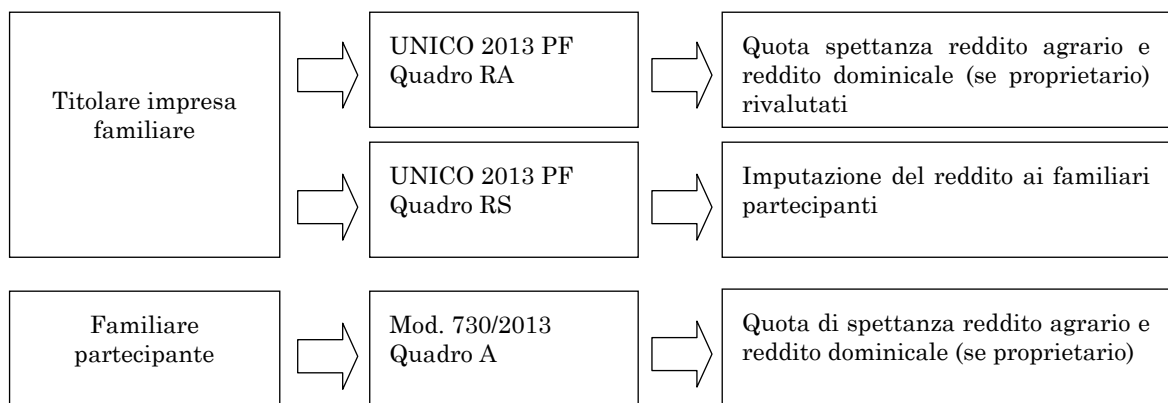 Titolare impresa
familiare
UNICO 2013 PF
Quadro RA
Quota spettanza reddito agrario e
reddito dominicale (se proprietario)
rivalutati
UNICO 2013 PF
Quadro RS
Imputazione del reddito ai familiari
partecipanti
Familiare
partecipante
Mod. 730/2013
Quadro A
Quota di spettanza reddito agrario e
reddito dominicale (se proprietario)